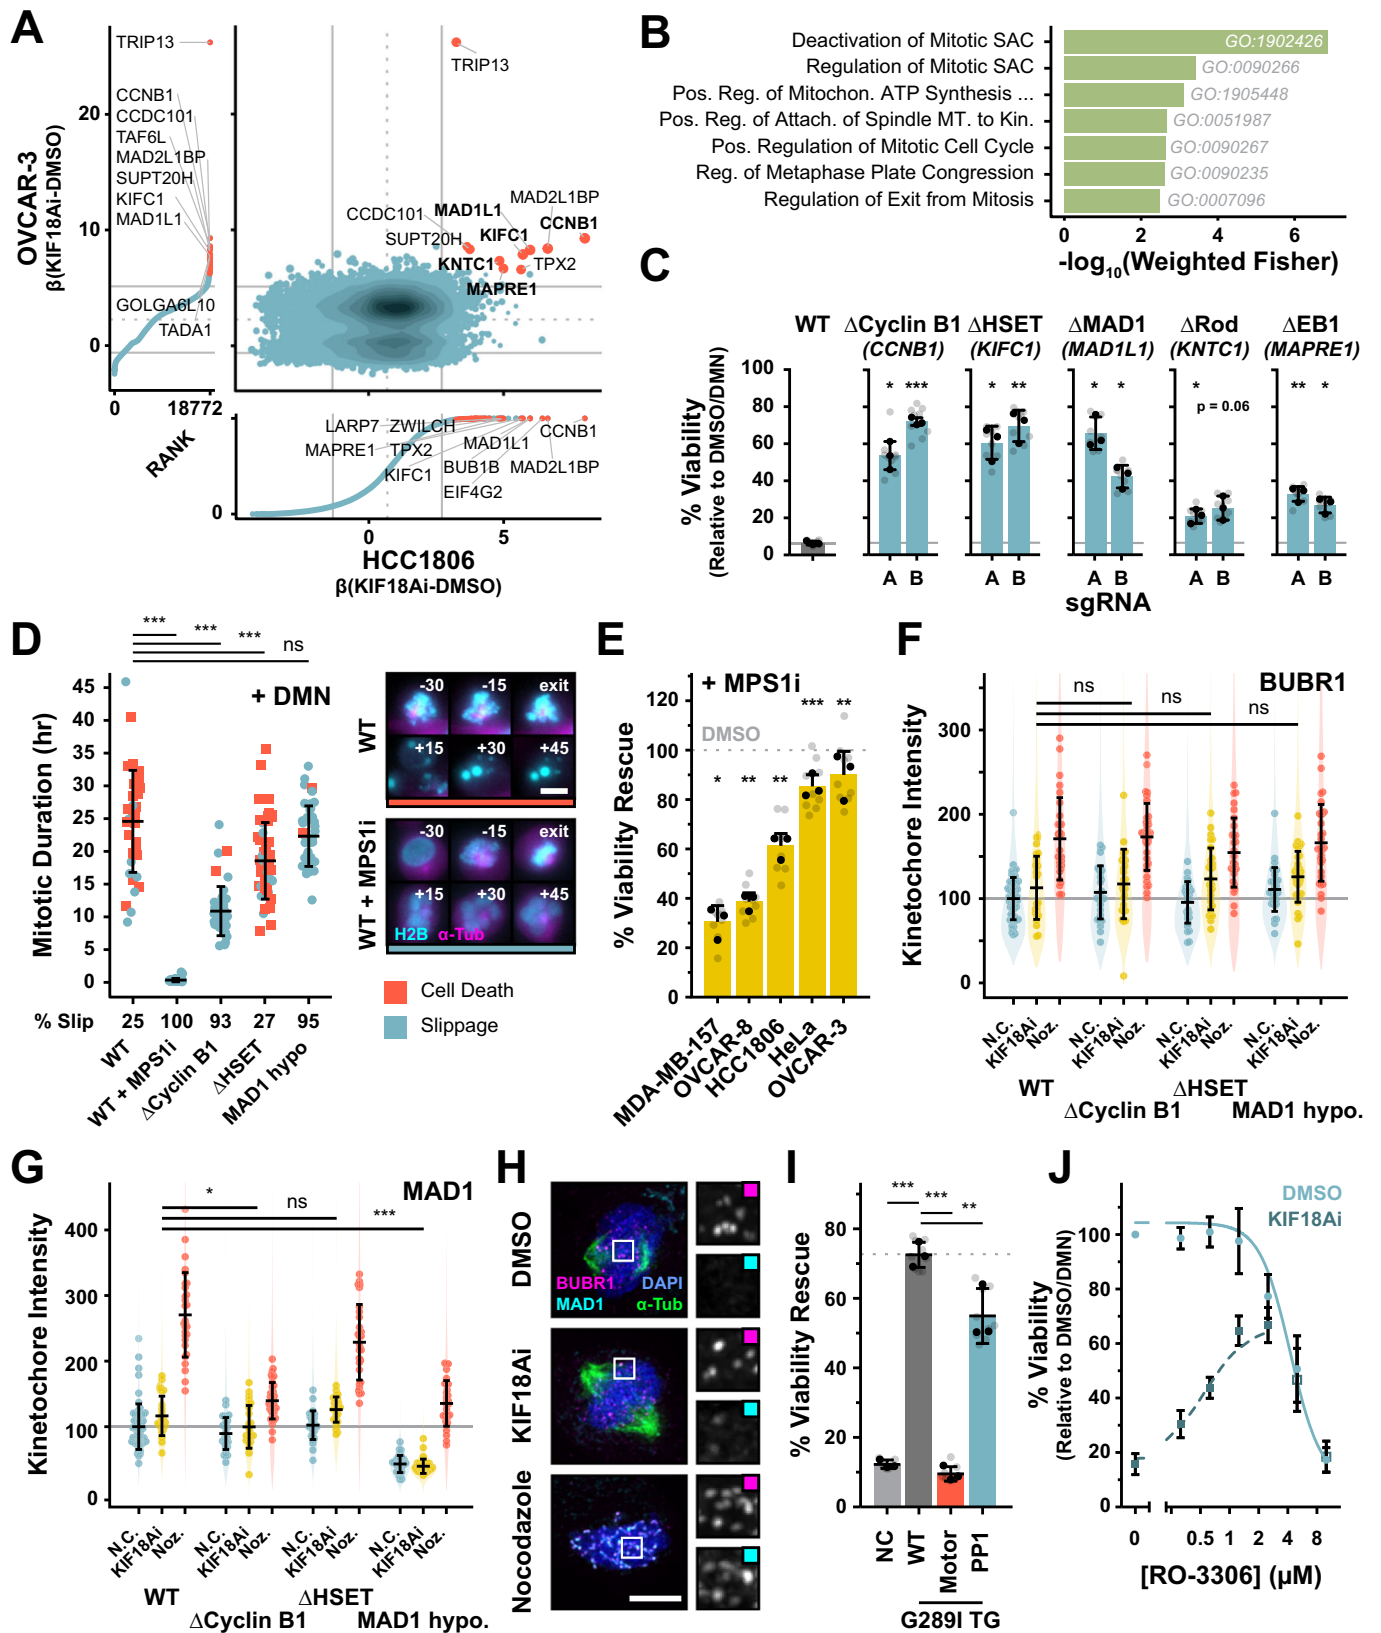 A
OVCAR-3
β(KIF18Ai-DMSO)
20
10
0
TRIP13
CCNB1
CCDC101
TAF6L
MAD2L1BP
SUPT20H
KIFC1
MAD1L1
GOLGA6L10
TADA1
0
18772
RANK
TRIP13
CCDC101
MAD1L1
MAD2L1BP
SUPT20H
KIFC1
CCNB1
KNTC1
TPX2
MAPRE1
LARP7
ZWILCH
MAPRE1
TPX2
MAD1L1
CCNB1
KIFC1
BUB1B
MAD2L1BP
EIF4G2
0
0
5
HCC1806
β(KIF18Ai-DMSO)
B
Deactivation of Mitotic SAC
GO:1902426
Regulation of Mitotic SAC
GO:0090266
Pos. Reg. of Mitochon. ATP Synthesis ...
GO:1905448
Pos. Reg. of Attach. of Spindle MT. to Kin.
GO:0051987
Pos. Regulation of Mitotic Cell Cycle
GO:0090267
Reg. of Metaphase Plate Congression
GO:0090235
Regulation of Exit from Mitosis
GO:0007096
0 2 4 6
-log10(Weighted Fisher)
C
% Viability
(Relative to DMSO/DMN)
100
80
60
40
20
0
WT
ΔCyclin B1
(CCNB1)
ΔHSET
(KIFC1)
ΔMAD1
(MAD1L1)
ΔRod
(KNTC1)
ΔEB1
(MAPRE1)
* ***
* **
* *
*
p = 0.06
** *
A B
A B
A B
A B
A B
sgRNA
D
*** *** *** ns
+ DMN
Mitotic Duration (hr)
45
40
35
30
25
20
15
10
5
0
% Slip 25 100 93 27 95
WT
WT + MPS1i
ΔCyclin B1
ΔHSET
MAD1 hypo
WT
-30 -15 exit
+15 +30 +45
WT + MPS1i
-30 -15 exit
+15 +30 +45
H2B α-Tub
Cell Death
Slippage
E
+ MPS1i
% Viability Rescue
120
100
80
60
40
20
0
DMSO
* ** ** *** **
MDA-MB-157
OVCAR-8
HCC1806
HeLa
OVCAR-3
F
BUBR1
Kinetochore Intensity
300
200
100
0
ns ns ns
N.C. KIF18Ai Noz.
N.C. KIF18Ai Noz.
N.C. KIF18Ai Noz.
N.C. KIF18Ai Noz.
WT
ΔCyclin B1
ΔHSET
MAD1 hypo.
G
MAD1
Kinetochore Intensity
400
300
200
100
0
* ns ***
N.C. KIF18Ai Noz.
N.C. KIF18Ai Noz.
N.C. KIF18Ai Noz.
N.C. KIF18Ai Noz.
WT
ΔCyclin B1
ΔHSET
MAD1 hypo.
H
DMSO
BUBR1 DAPI
MAD1 α-Tub
KIF18Ai
Nocodazole
I
% Viability Rescue
80
60
40
20
0
*** *** **
NC
WT
Motor
PP1
G289I TG
J
% Viability
(Relative to DMSO/DMN)
100
80
60
40
20
0
DMSO
KIF18Ai
0 0.5 1 2 4 8
[RO-3306] (μM)